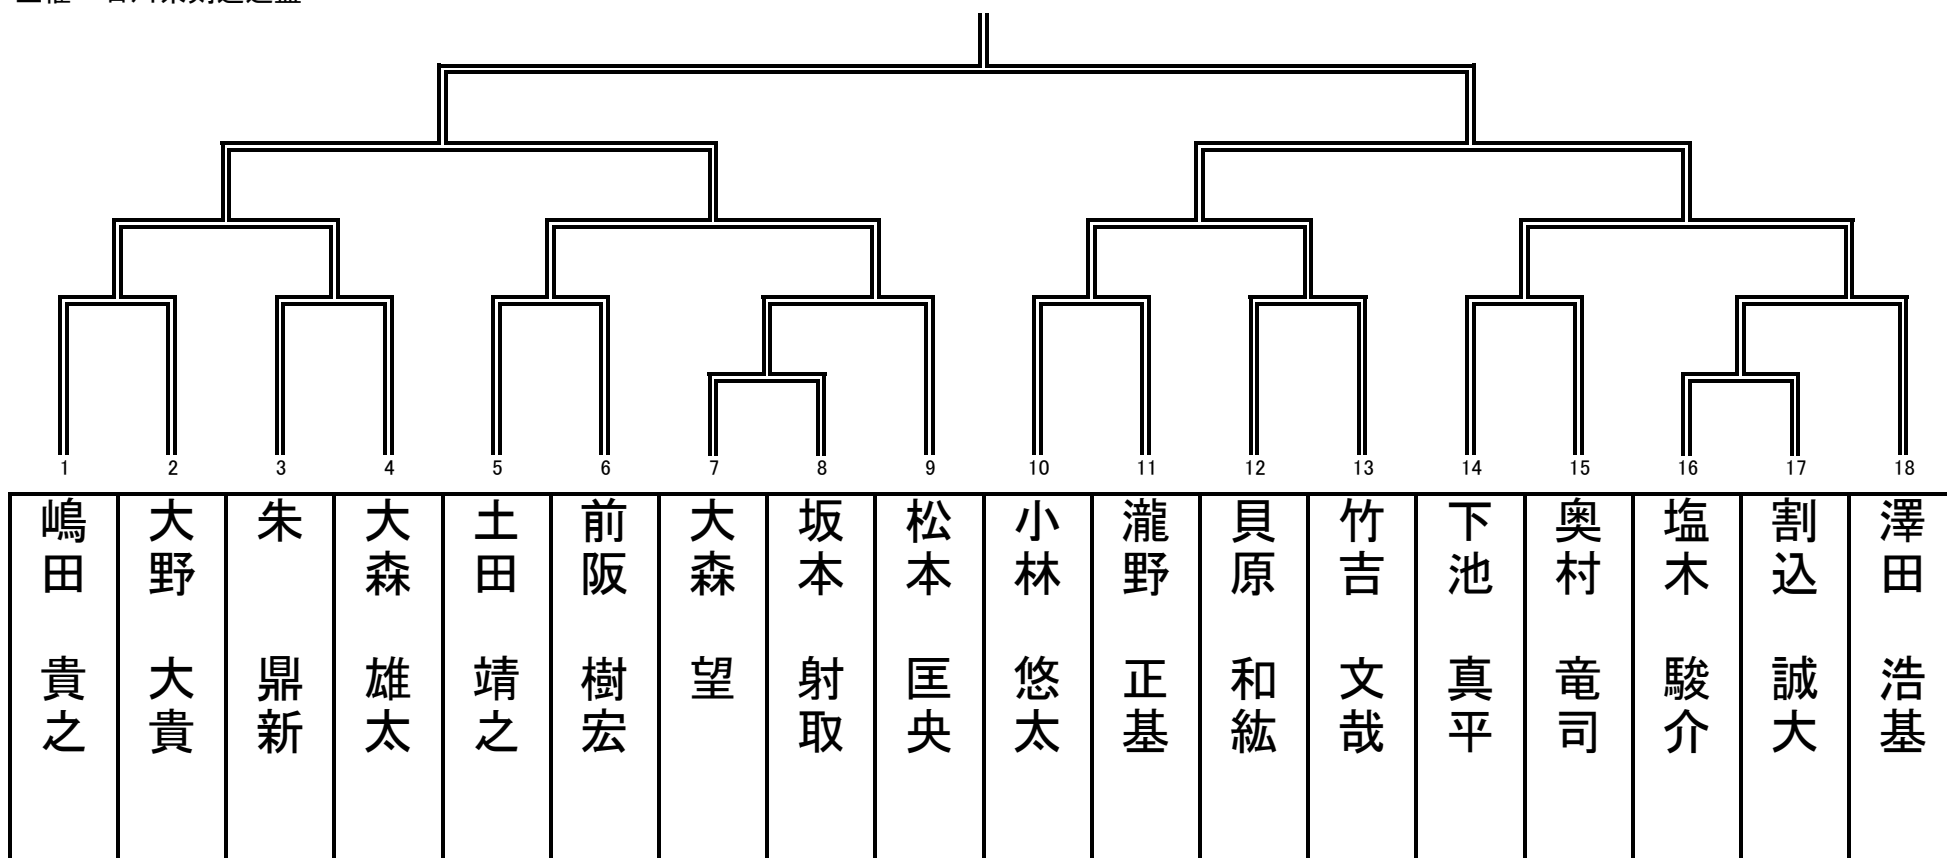 1 2 3 4 5 6 7 8 9 10 11 12 13 14 15 16 17 18
嶋田 貴之
大野 大貴
朱 鼎新
大森 雄太
土田 靖之
前阪 樹宏
大森 望
坂本 射取
松本 匡央
小林 悠太
瀧野 正基
貝原 和紘
竹吉 文哉
下池 真平
奥村 竜司
塩木 駿介
割込 誠大
澤田 浩基